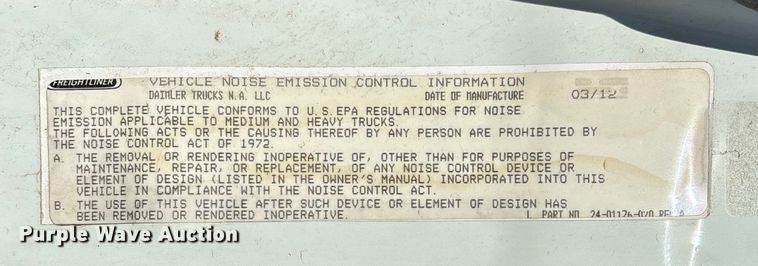 FREIGHTLINER VEHICLE NOISE EMISSION CONTROL INFORMATION
DAIMLER TRUCKS N.A. LLC DATE OF MANUFACTURE 03/12
THIS COMPLETE VEHICLE CONFORMS TO U.S.EPA REGULATIONS FOR NOISE
EMISSION APPLICABLE TO MEDIUM AND HEAVY TRUCKS.
THE FOLLOWING ACTS OR THE CAUSING THEREOF BY ANY PERSON ARE PROHIBITED BY
THE NOISE CONTROL ACT OF 1972.
A. THE REMOVAL OR RENDERING INOPERATIVE OF, OTHER THAN FOR PURPOSES OF
MAINTENANCE, REPAIR, OR REPLACEMENT, OF ANY NOISE CONTROL DEVICE OR
ELEMENT OF DESIGN (LISTED IN THE OWNER'S MANUAL) INCORPORATED INTO THIS
VEHICLE IN COMPLIANCE WITH THE NOISE CONTROL ACT.
B. THE USE OF THIS VEHICLE AFTER SUCH DEVICE OR ELEMENT OF DESIGN HAS
BEEN REMOVED OR RENDERED INOPERATIVE. PART NO. 24-01176-020 REV A
Purple Wave Auction